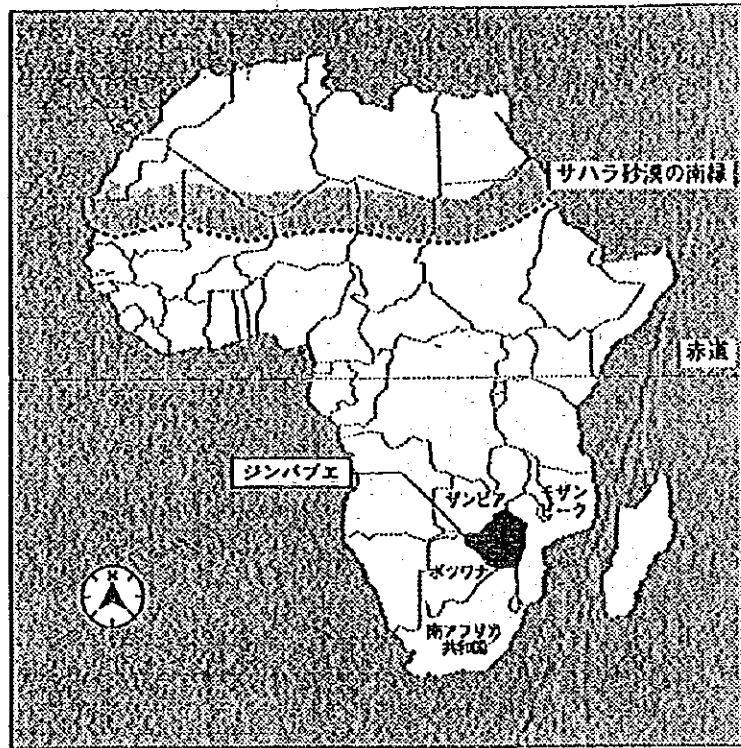 サハラ砂漠の南縁
赤道
ジンバブエ
ザンビア
モザン
ビーク
ボツワナ
南アフリカ
共和国
N